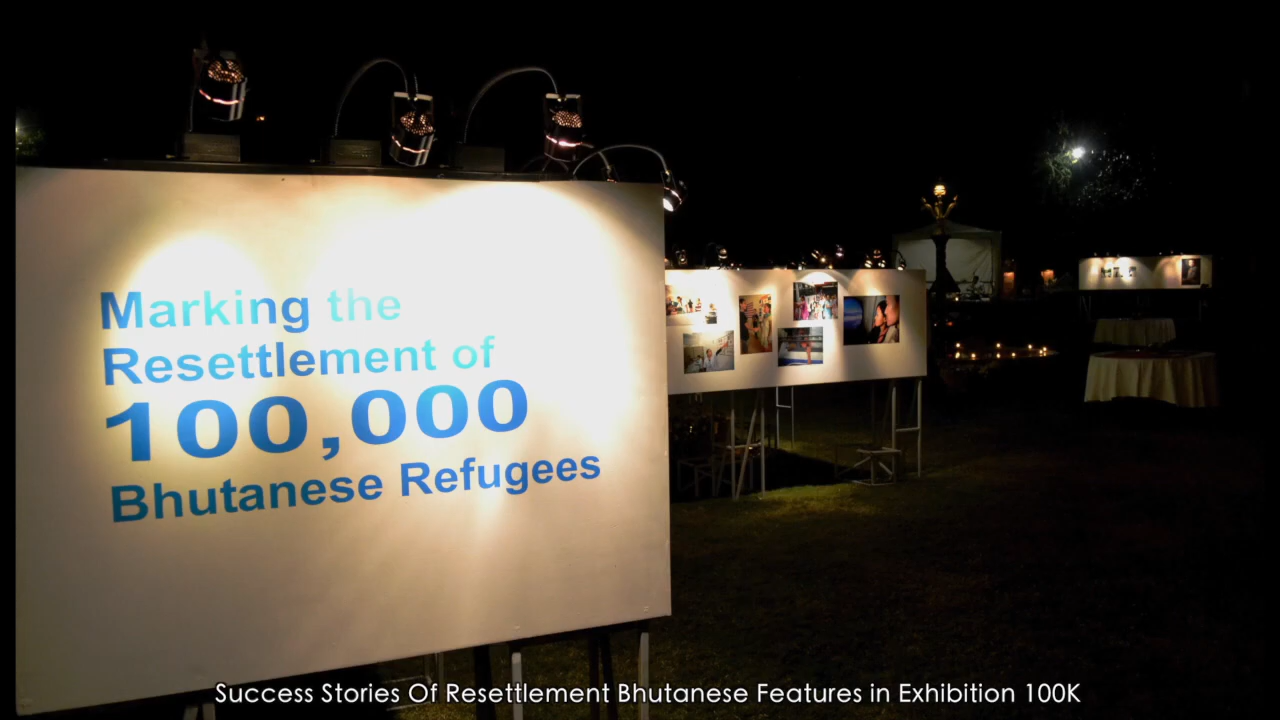 Marking the
Resettlement of
100,000
Bhutanese Refugees
Success Stories Of Resettlement Bhutanese Features in Exhibition 100K